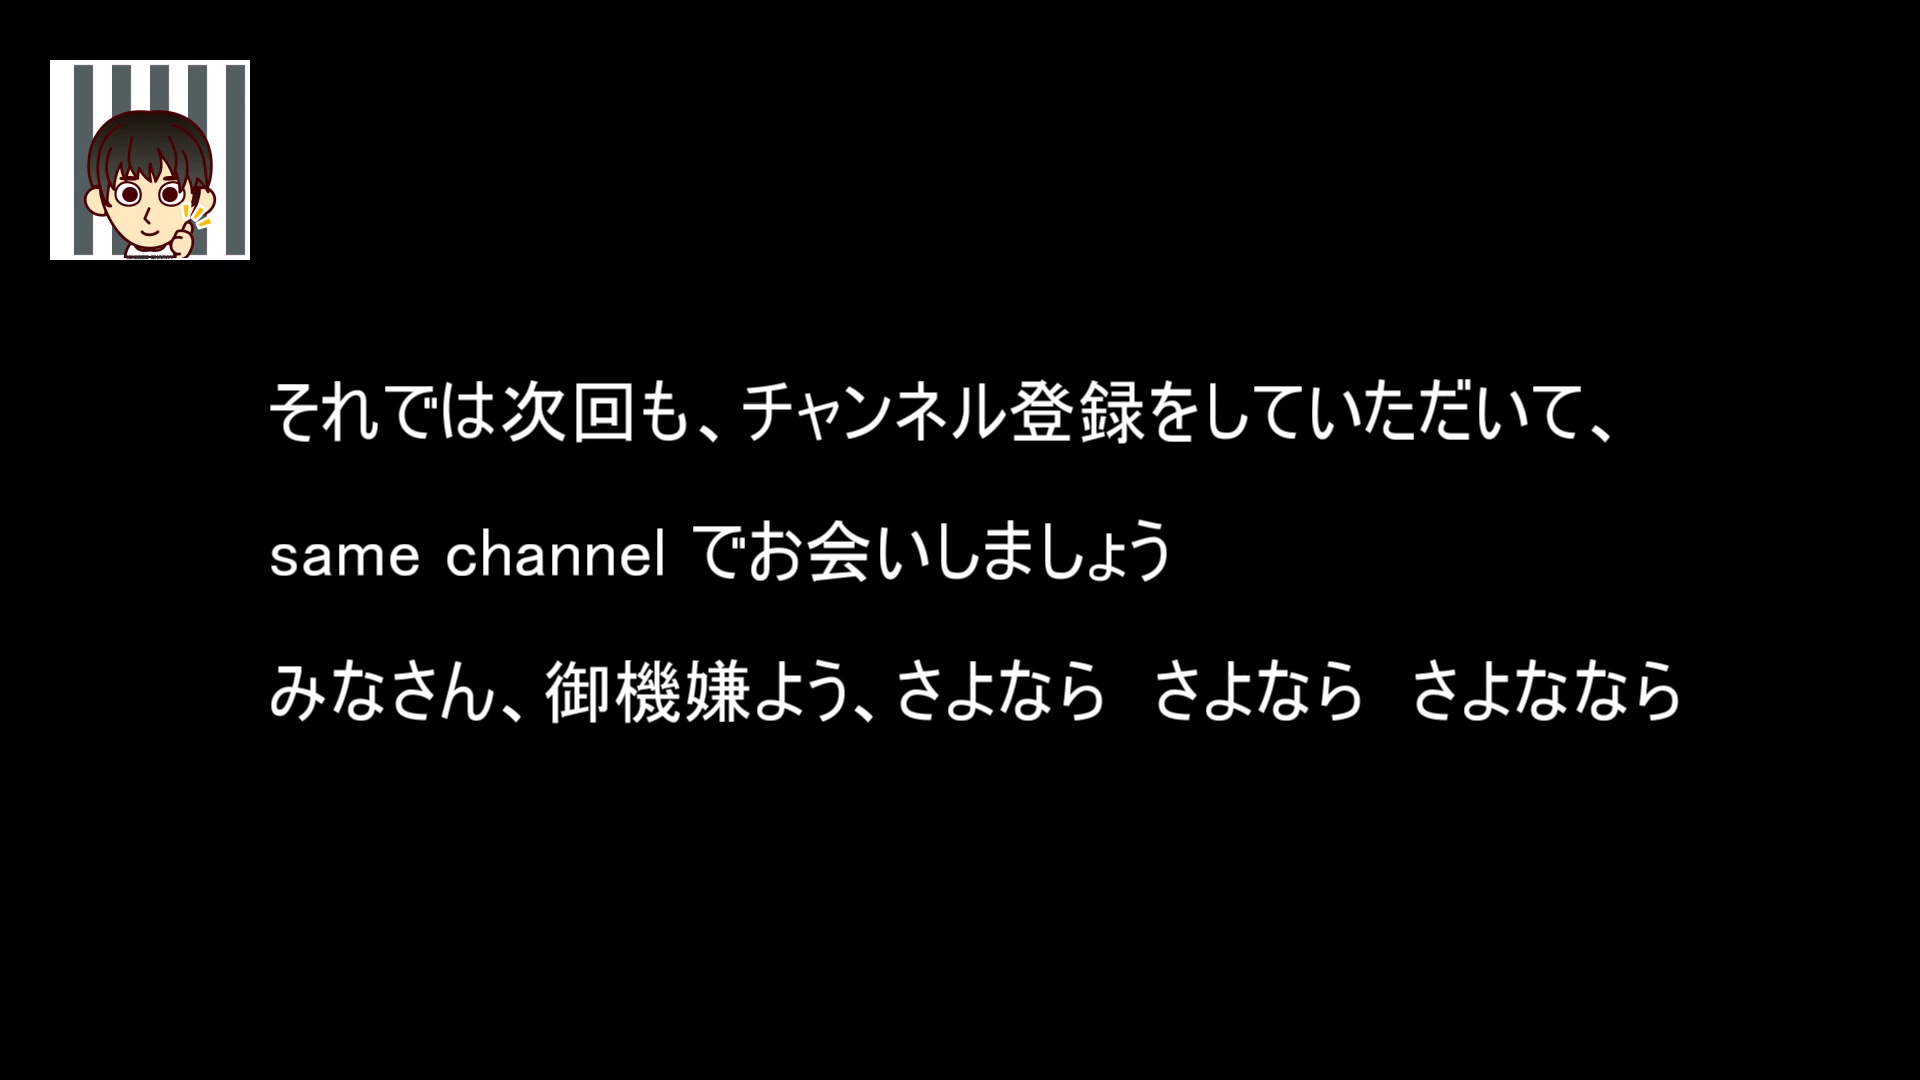 それでは次回も、チャンネル登録をしていただいて、
same channel でお会いしましょう
みなさん、御機嫌よう、さよなら　さよなら　さよななら